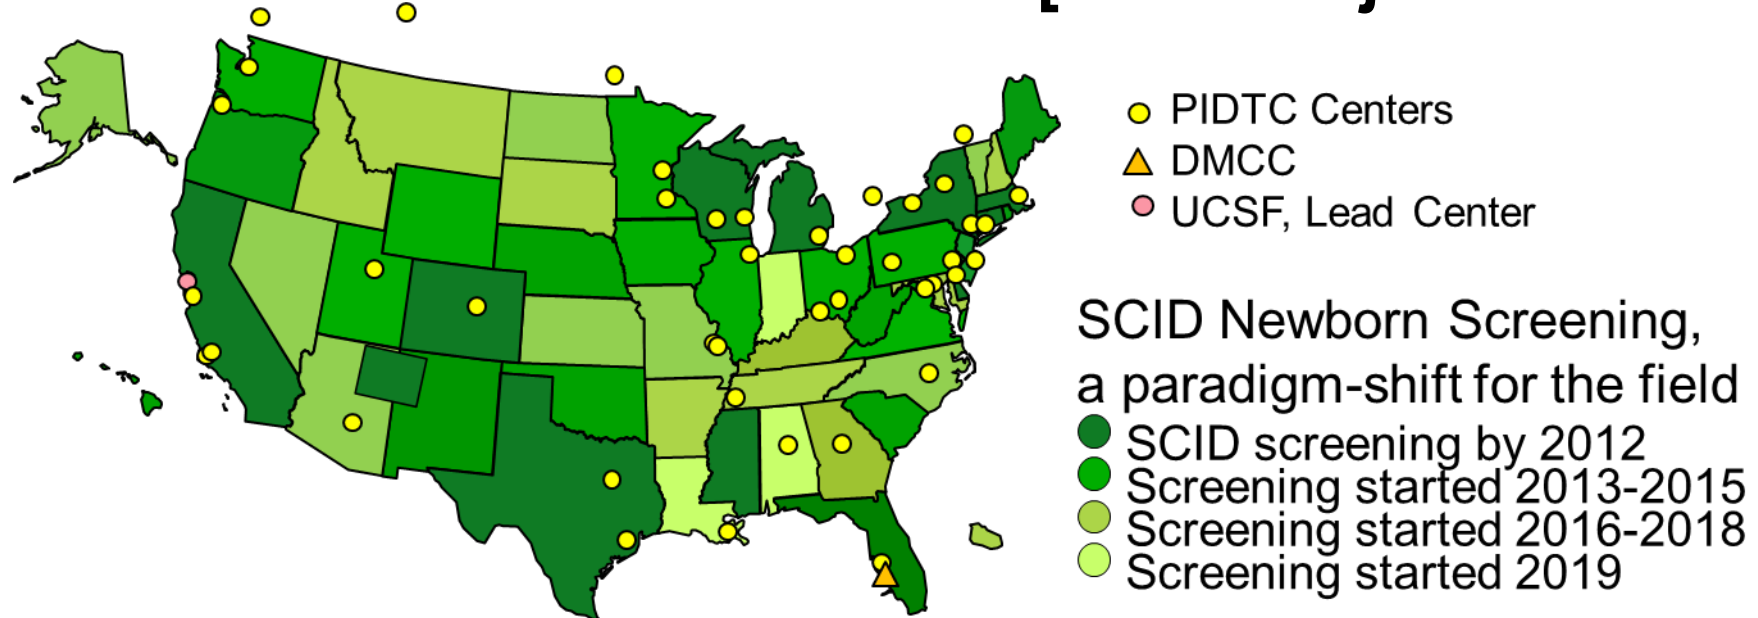 PIDTC Centers
DMCC
UCSF, Lead Center
SCID Newborn Screening,
a paradigm-shift for the field
SCID screening by 2012
Screening started 2013-2015
Screening started 2016-2018
Screening started 2019